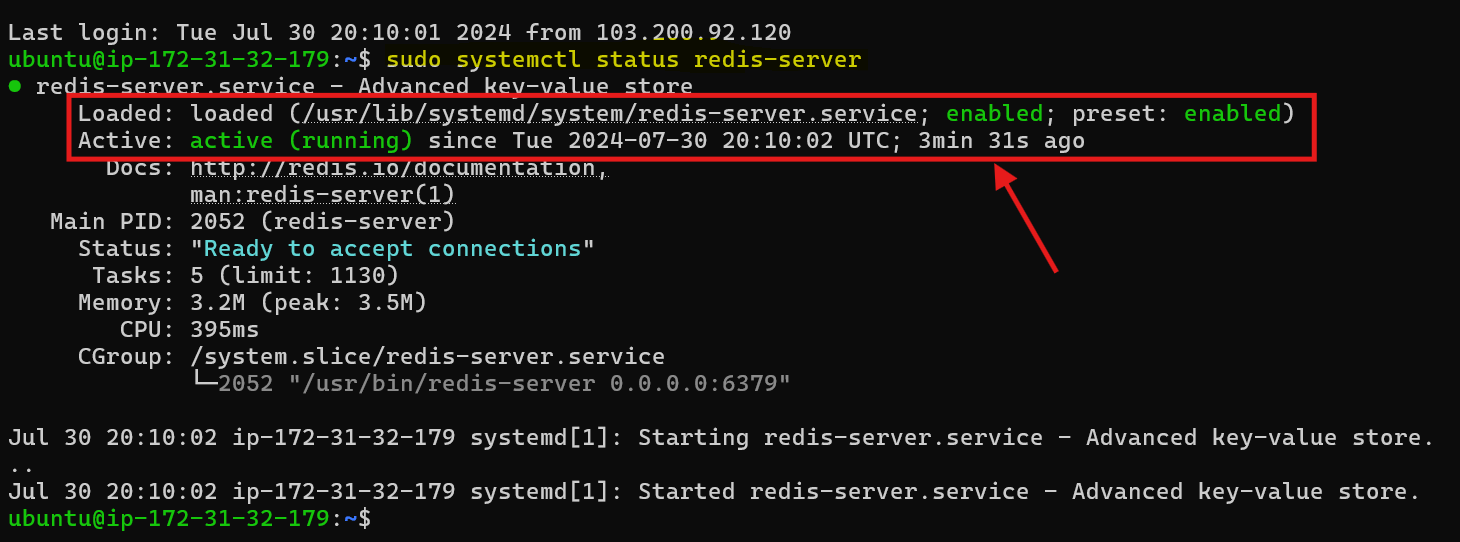 Last login: Tue Jul 30 20:10:01 2024 from 103.200.92.120
ubuntu@ip-172-31-32-179:~$ sudo systemctl status redis-server
● redis-server.service - Advanced key-value store
Loaded: loaded (/usr/lib/systemd/system/redis-server.service; enabled; preset: enabled)
Active: active (running) since Tue 2024-07-30 20:10:02 UTC; 3min 31s ago
Docs: http://redis.io/documentation,
man:redis-server(1)
Main PID: 2052 (redis-server)
Status: "Ready to accept connections"
Tasks: 5 (limit: 1130)
Memory: 3.2M (peak: 3.5M)
CPU: 395ms
CGroup: /system.slice/redis-server.service
└─2052 "/usr/bin/redis-server 0.0.0.0:6379"
Jul 30 20:10:02 ip-172-31-32-179 systemd[1]: Starting redis-server.service - Advanced key-value store.
..
Jul 30 20:10:02 ip-172-31-32-179 systemd[1]: Started redis-server.service - Advanced key-value store.
ubuntu@ip-172-31-32-179:~$